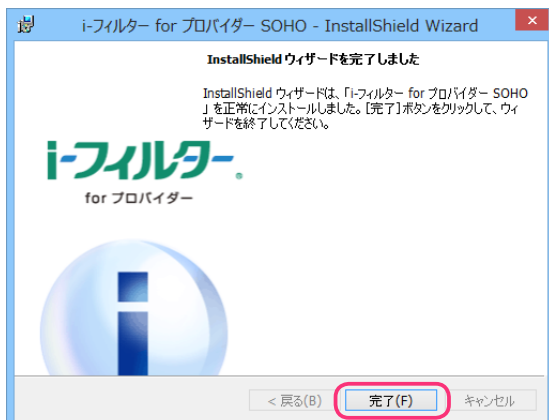 i-フィルター for プロバイダー SOHO - InstallShield Wizard
InstallShield ウィザードを完了しました
InstallShield ウィザードは、「i-フィルター for プロバイダー SOHO
」を正常にインストールしました。[完了]ボタンをクリックして、ウィ
ザードを終了してください。
i-フィルター®
for プロバイダー
< 戻る(B)
完了(F)
キャンセル